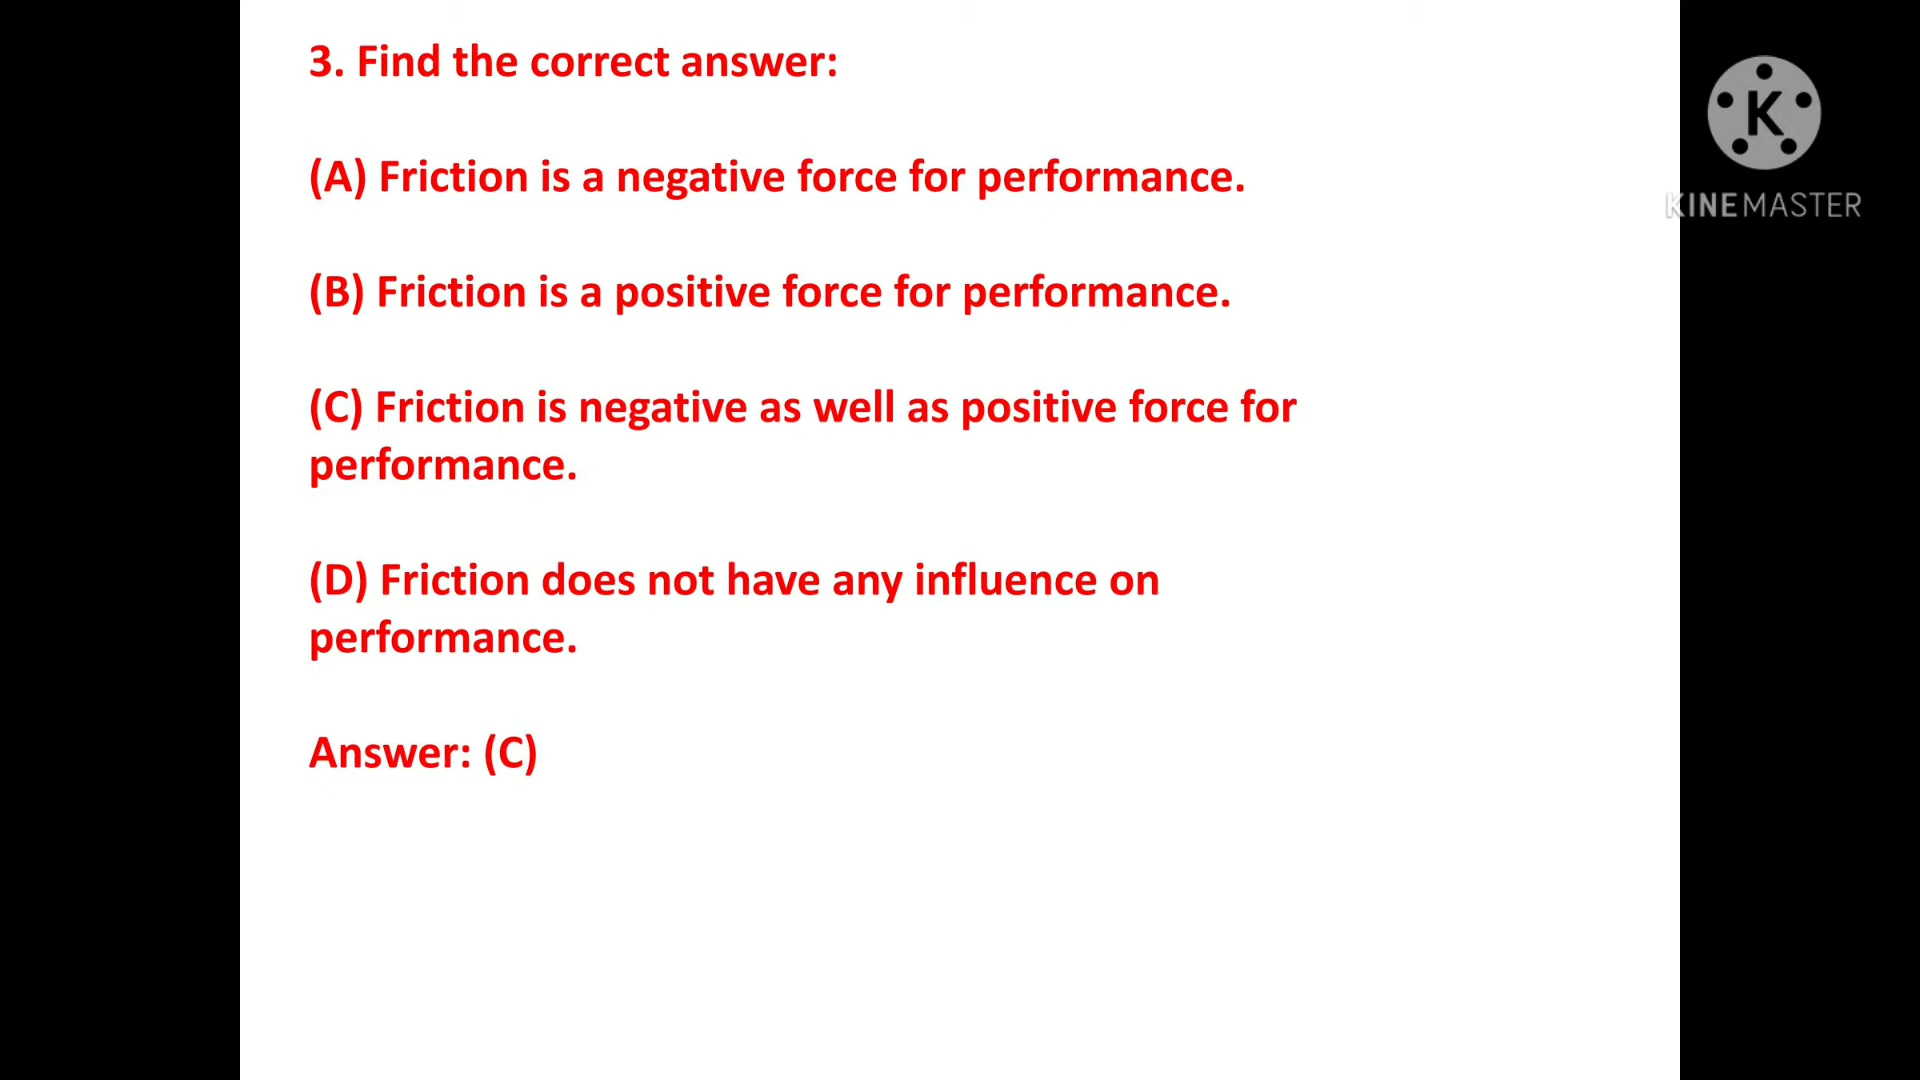 3. Find the correct answer:
(A) Friction is a negative force for performance.
(B) Friction is a positive force for performance.
(C) Friction is negative as well as positive force for
performance.
(D) Friction does not have any influence on
performance.
Answer: (C)
K
KINEMASTER